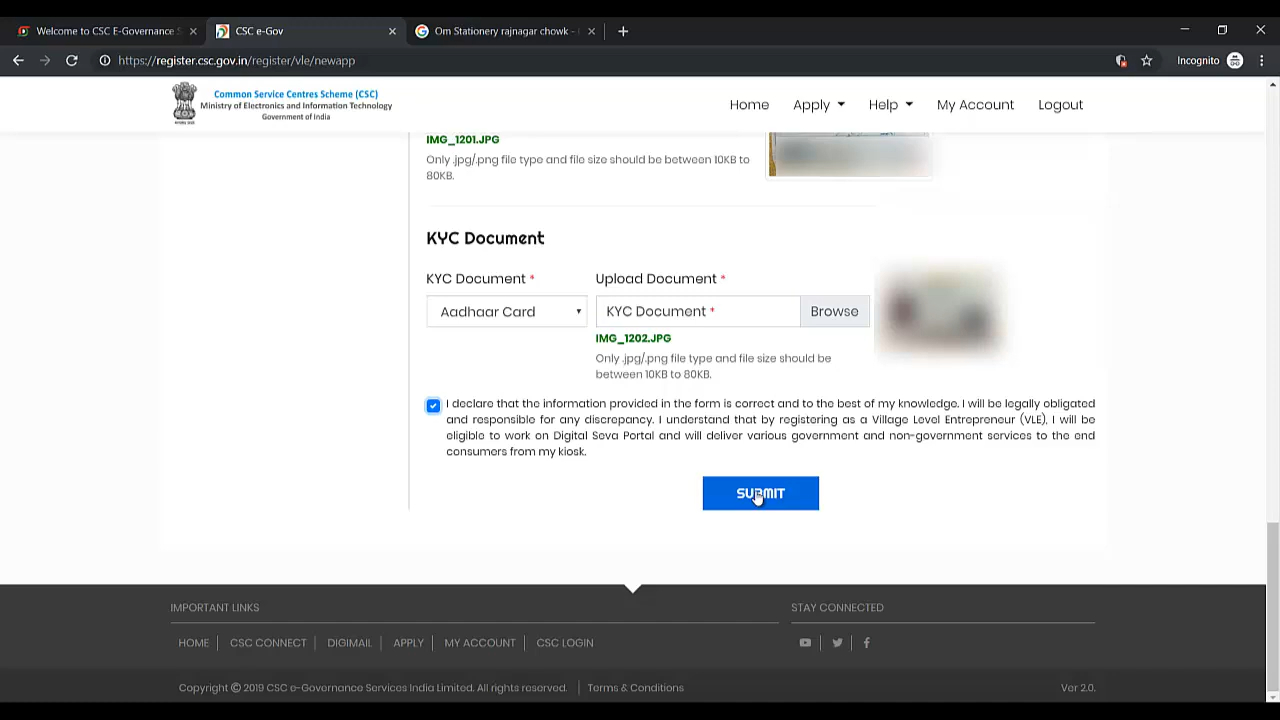 Welcome to CSC E-Governance S
CSC e-Gov
Om Stationery rajnagar chowk -
https://register.csc.gov.in/register/vle/newapp
Incognito
Common Service Centres Scheme (CSC)
Ministry of Electronics and Information Technology
Government of India
Home
Apply
Help
My Account
Logout
IMG_1201.JPG
Only .jpg/.png file type and file size should be between 10KB to
80KB.
KYC Document
KYC Document *
Upload Document *
Aadhaar Card
KYC Document *
Browse
IMG_1202.JPG
Only .jpg/.png file type and file size should be
between 10KB to 80KB.
I declare that the information provided in the form is correct and to the best of my knowledge. I will be legally obligated
and responsible for any discrepancy. I understand that by registering as a Village Level Entrepreneur (VLE), I will be
eligible to work on Digital Seva Portal and will deliver various government and non-government services to the end
consumers from my kiosk.
SUBMIT
IMPORTANT LINKS
STAY CONNECTED
HOME
CSC CONNECT
DIGIMAIL
APPLY
MY ACCOUNT
CSC LOGIN
Copyright © 2019 CSC e-Governance Services India Limited. All rights reserved.
Terms & Conditions
Ver 2.0.